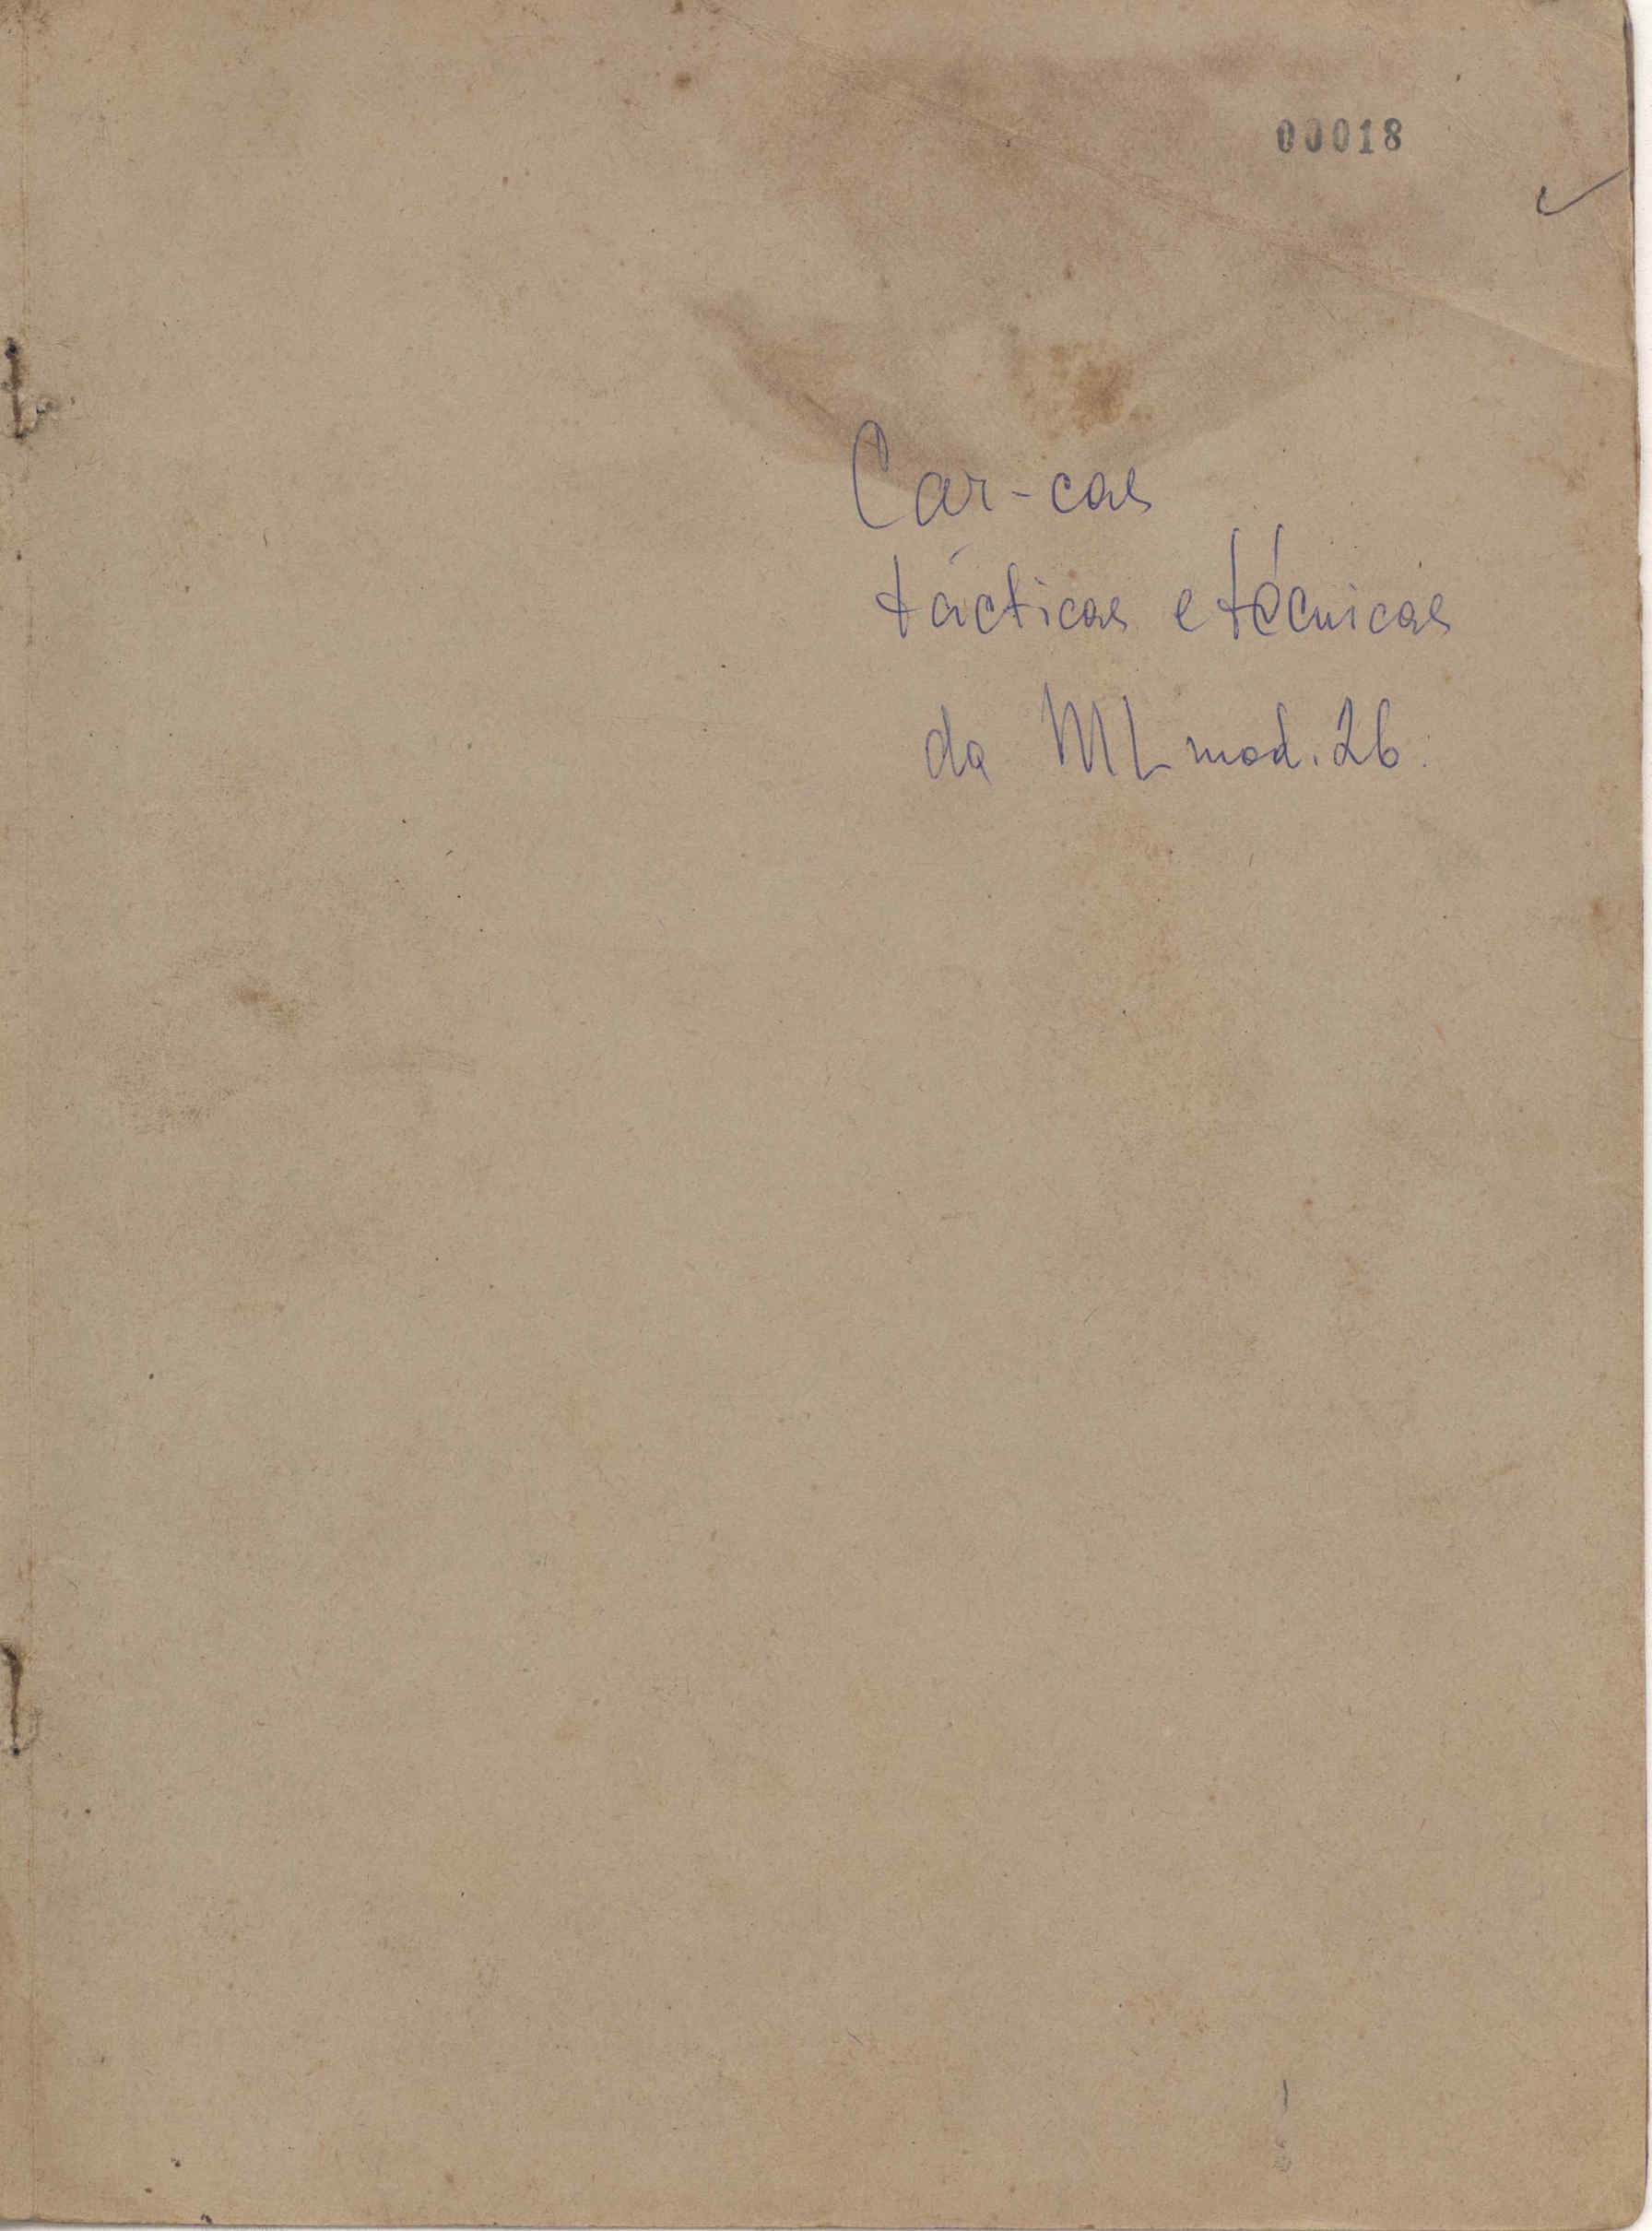 00018
Car-cas
tácticas e técnicas
da ML mod. 26.